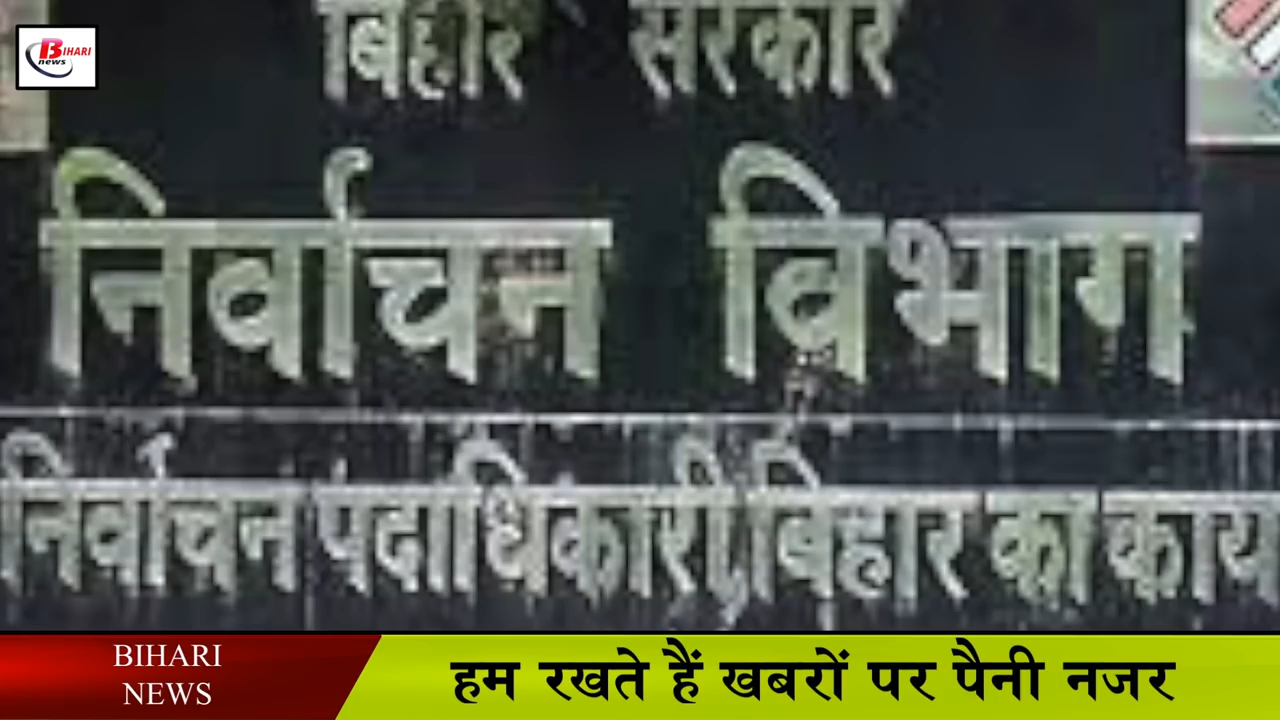 BIHARI
news
बिहार सरकार
निर्वाचन विभाग
निर्वाचन पदाधिकारी, बिहार का
BIHARI
NEWS
हम रखते हैं खबरों पर पैनी नजर